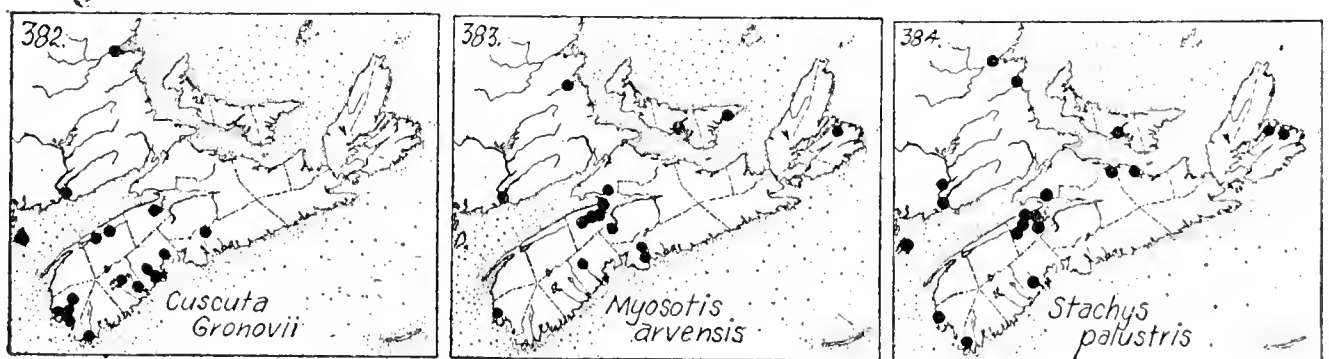 382.
Cuscuta
Gronovii
383.
Myosotis
arvensis
384.
Stachys
palustris